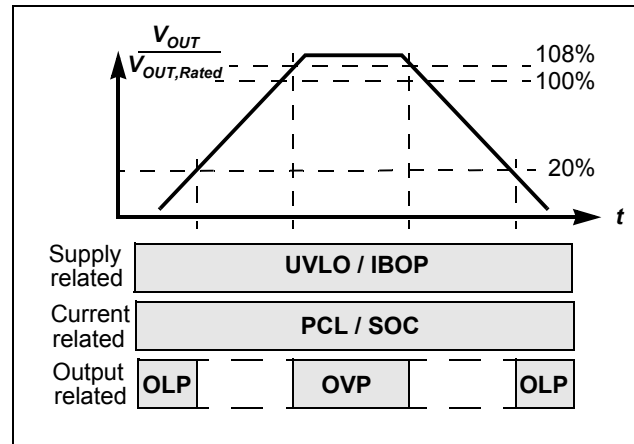 V_OUT
V_OUT,Rated
108%
100%
20%
t
Supply
related
UVLO / IBOP
Current
related
PCL / SOC
Output
related
OLP
OVP
OLP